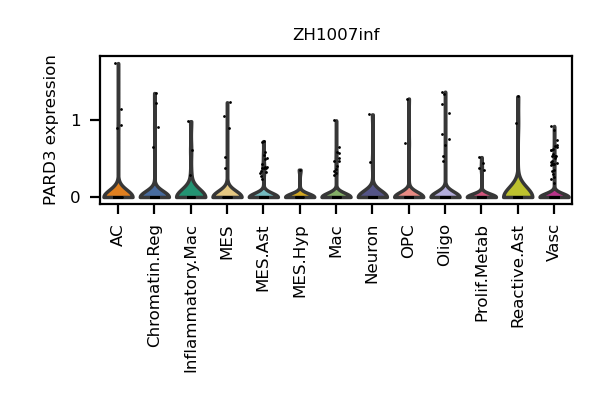 ZH1007inf
PARD3 expression
1
0
AC
Chromatin.Reg
Inflammatory.Mac
MES
MES.Ast
MES.Hyp
Mac
Neuron
OPC
Oligo
Prolif.Metab
Reactive.Ast
Vasc